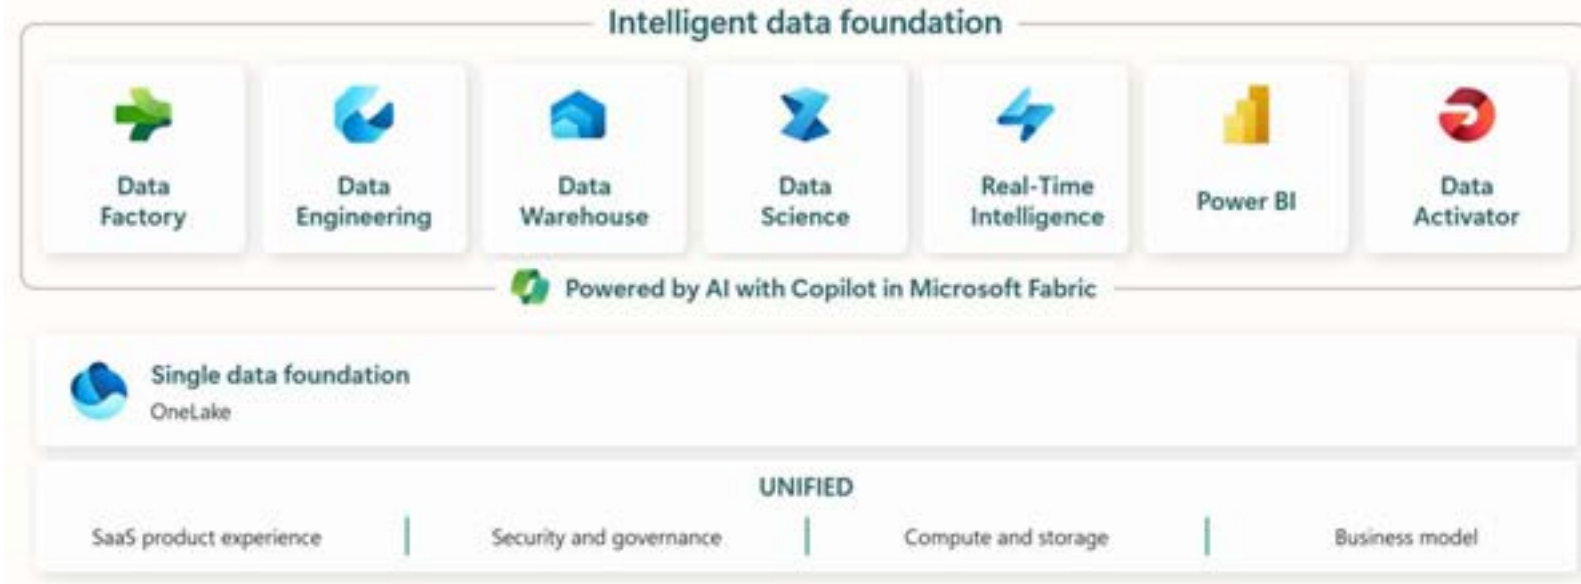 Intelligent data foundation
Data
Factory
Data
Engineering
Data
Warehouse
Data
Science
Real-Time
Intelligence
Power BI
Data
Activator
Powered by AI with Copilot in Microsoft Fabric
Single data foundation
OneLake
UNIFIED
SaaS product experience
Security and governance
Compute and storage
Business model